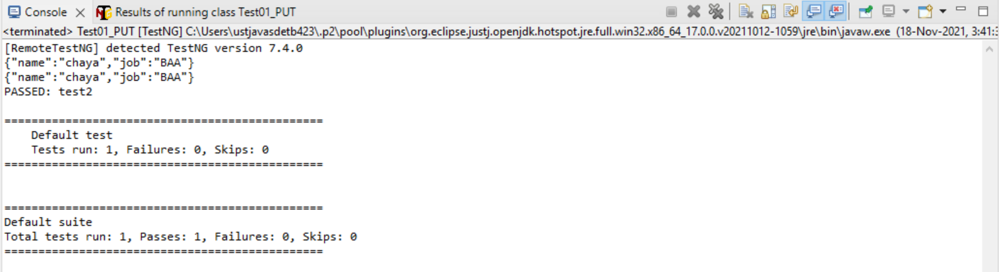 Console Results of running class Test01_PUT
<terminated> Test01_PUT [TestNG] C:\Users\ustjavasdetb423\.p2\pool\plugins\org.eclipse.justj.openjdk.hotspot.jre.full.win32.x86_64_17.0.0.v20211012-1059\jre\bin\javaw.exe (18-Nov-2021, 3:41:
[RemoteTestNG] detected TestNG version 7.4.0
{"name":"chaya","job":"BAA"}
{"name":"chaya","job":"BAA"}
PASSED: test2
===============================================
Default test
Tests run: 1, Failures: 0, Skips: 0
===============================================
===============================================
Default suite
Total tests run: 1, Passes: 1, Failures: 0, Skips: 0
===============================================